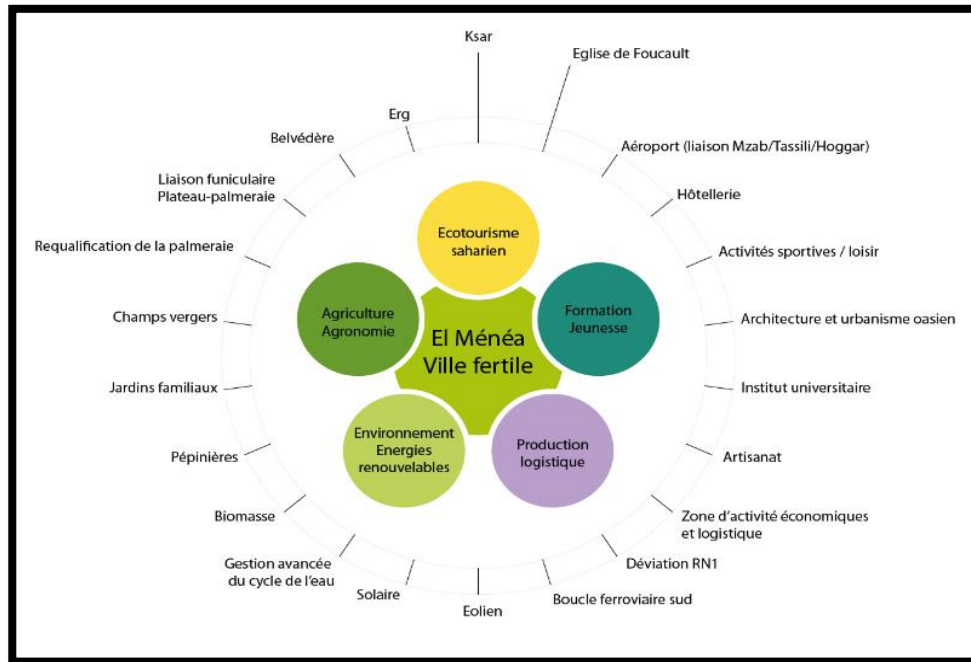 Ksar
Eglise de Foucault
Aéroport (liaison Mzab/Tassili/Hoggar)
Hôtellerie
Activités sportives / loisir
Architecture et urbanisme oasien
Institut universitaire
Artisanat
Zone d'activité économiques
et logistique
Déviation RN1
Boucle ferroviaire sud
Eolien
Solaire
Gestion avancée
du cycle de l'eau
Biomasse
Pépinières
Jardins familiaux
Champs vergers
Requalification de la palmeraie
Liaison funiculaire
Plateau-palmeraie
Belvédère
Erg
Ecotourisme
saharien
Formation
Jeunesse
Production
logistique
Environnement
Energies
renouvelables
Agriculture
Agronomie
El Ménéa
Ville fertile